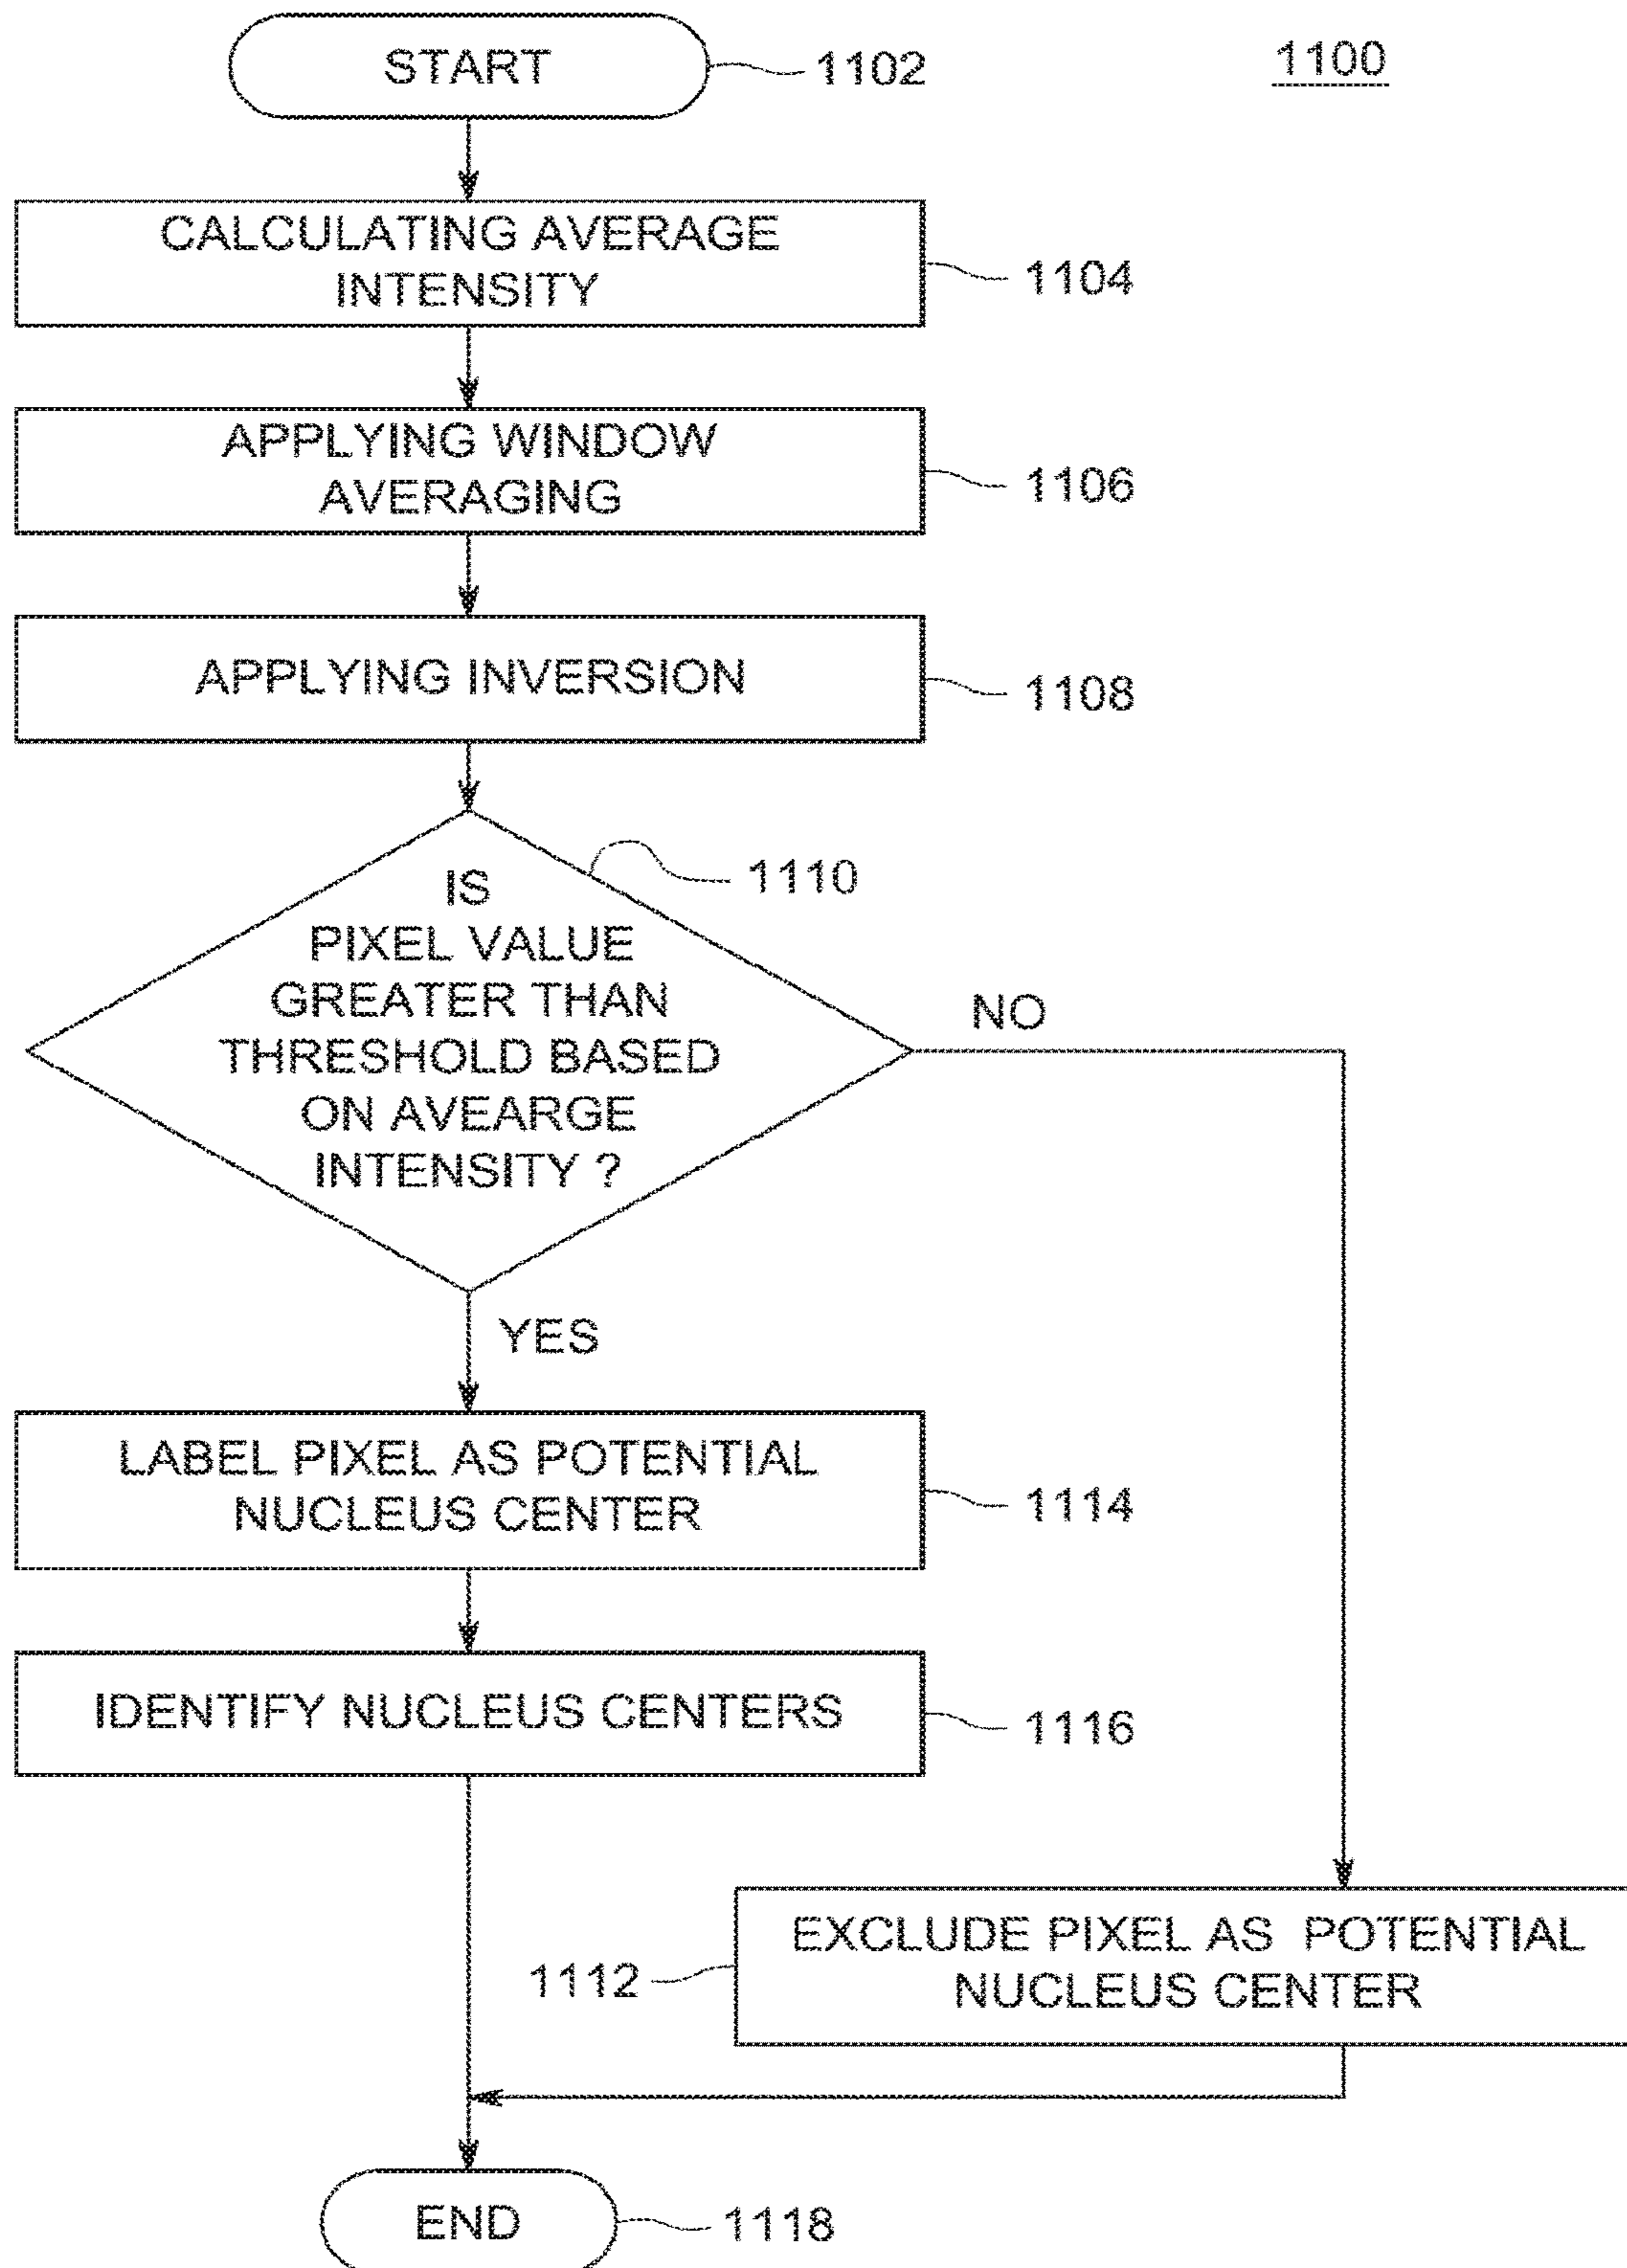 START
1102
1100
CALCULATING AVERAGE
INTENSITY
1104
APPLYING WINDOW
AVERAGING
1106
APPLYING INVERSION
1108
1110
IS
PIXEL VALUE
GREATER THAN
THRESHOLD BASED
ON AVEARGE
INTENSITY ?
NO
YES
LABEL PIXEL AS POTENTIAL
NUCLEUS CENTER
1114
IDENTIFY NUCLEUS CENTERS
1116
EXCLUDE PIXEL AS POTENTIAL
NUCLEUS CENTER
1112
END
1118